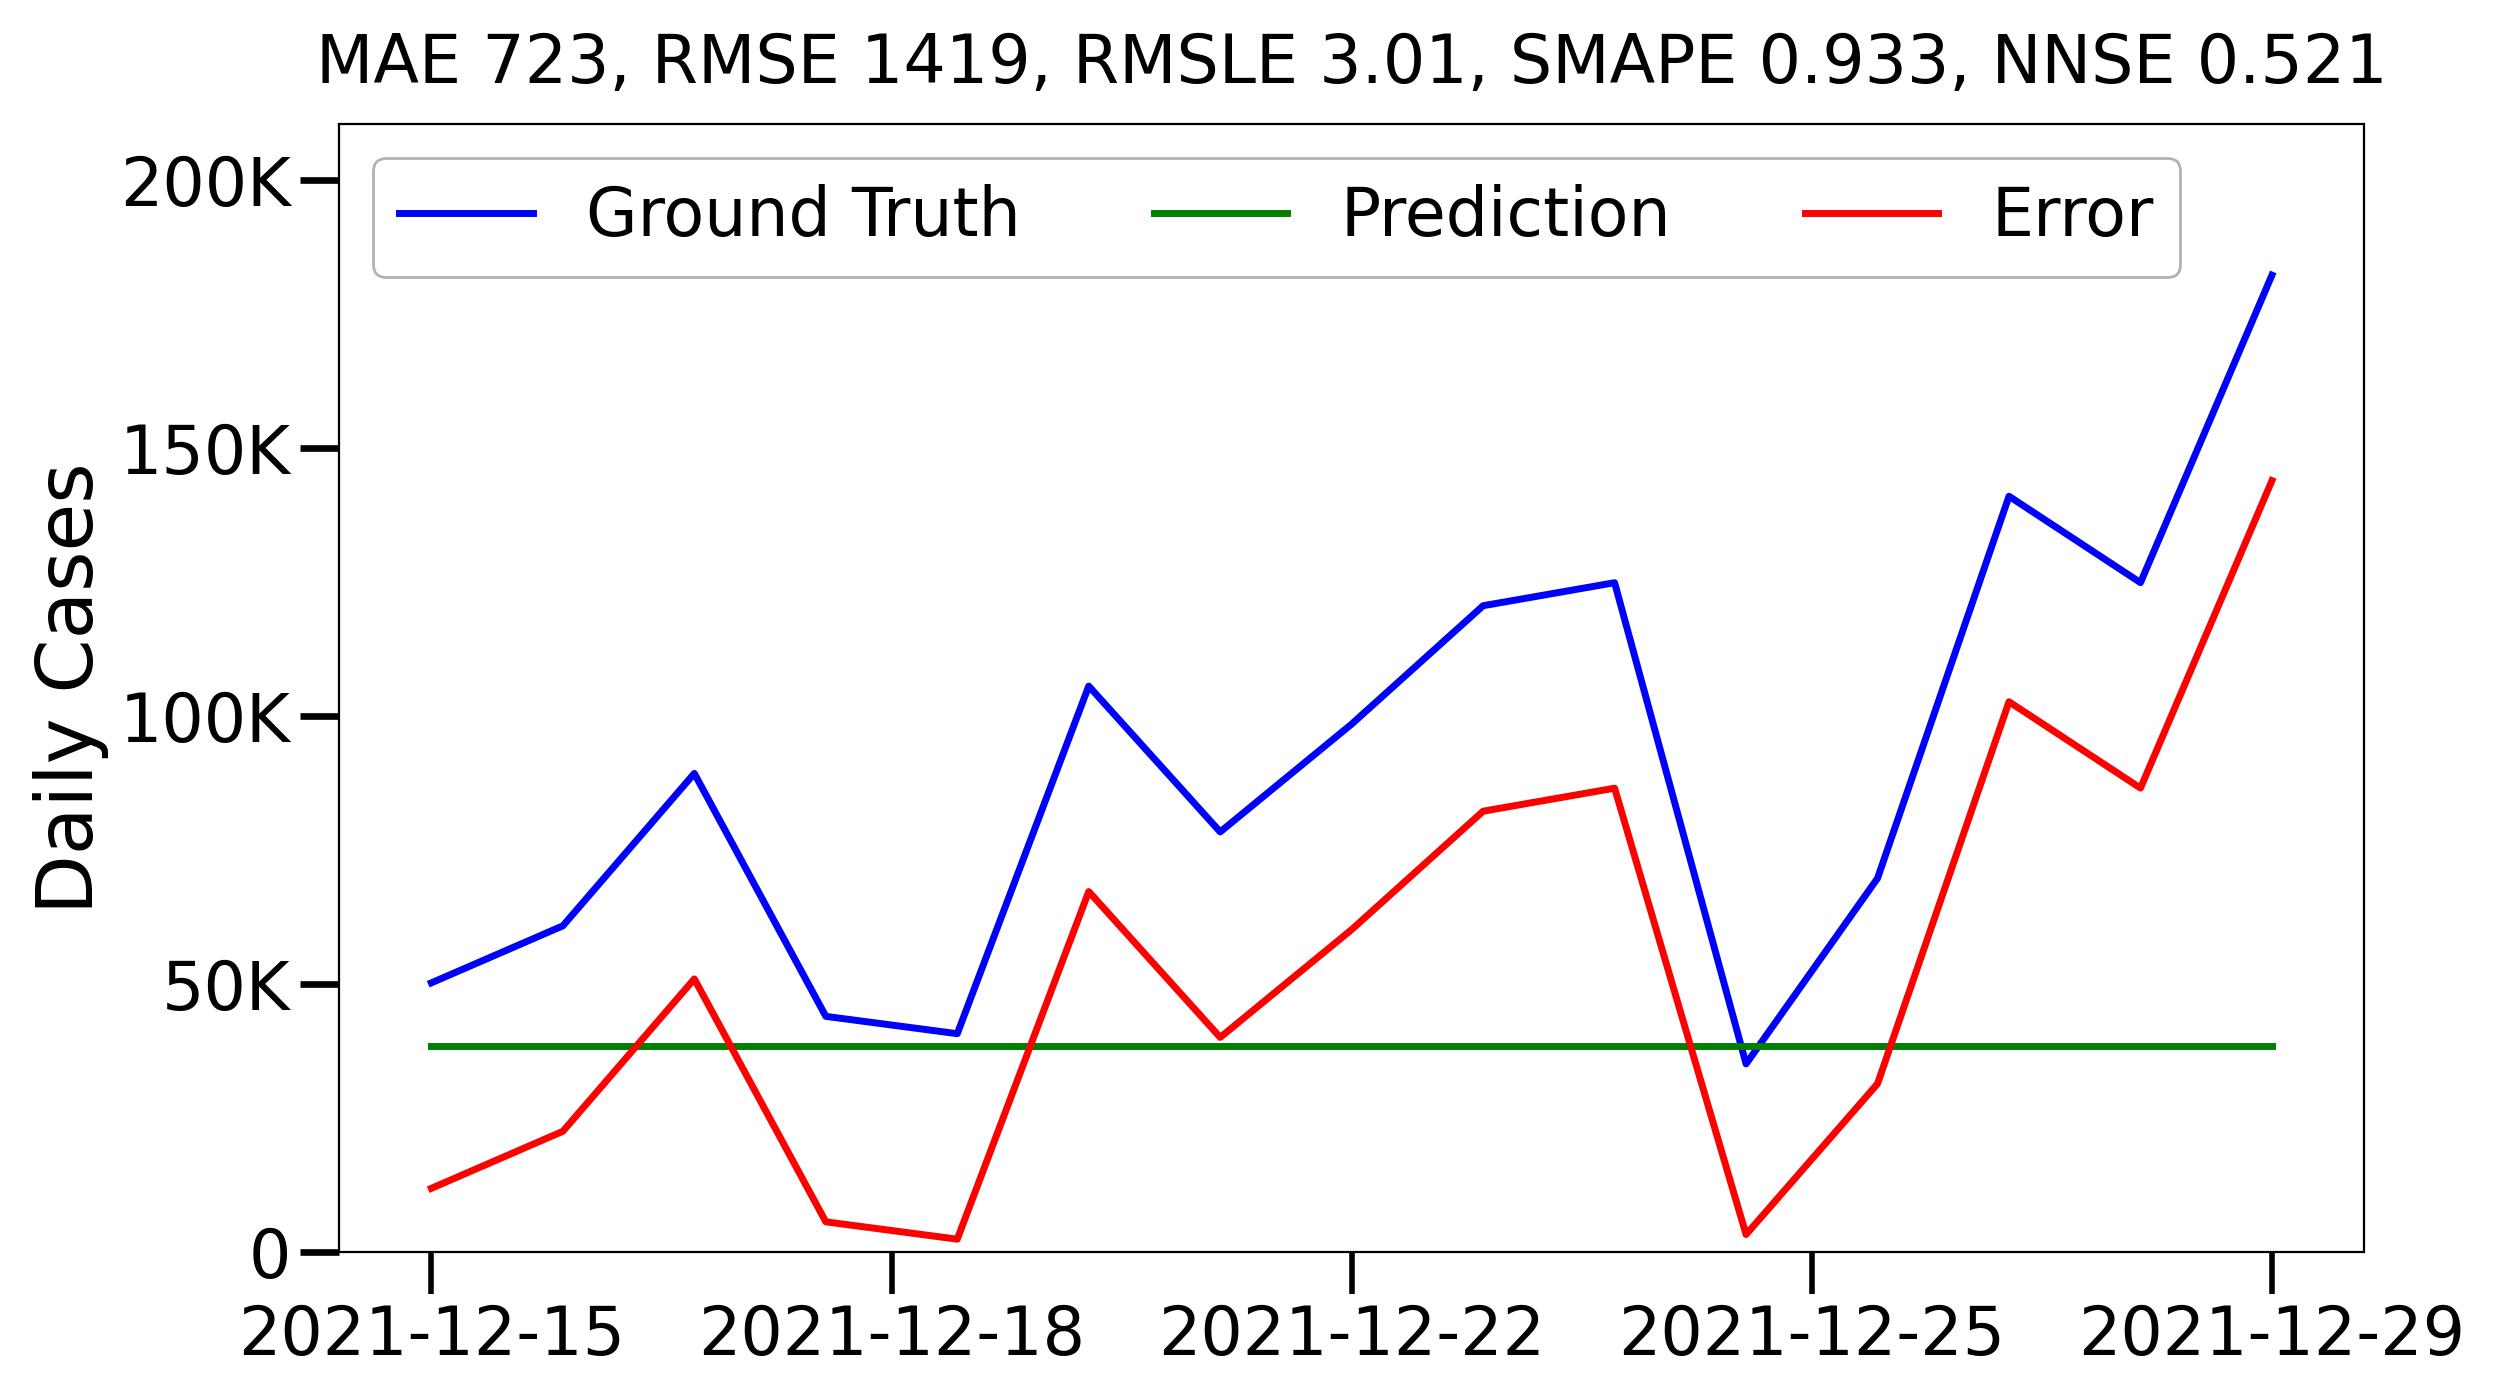 MAE 723, RMSE 1419, RMSLE 3.01, SMAPE 0.933, NNSE 0.521
Ground Truth Prediction Error
Daily Cases
200K
150K
100K
50K
0
2021-12-15 2021-12-18 2021-12-22 2021-12-25 2021-12-29